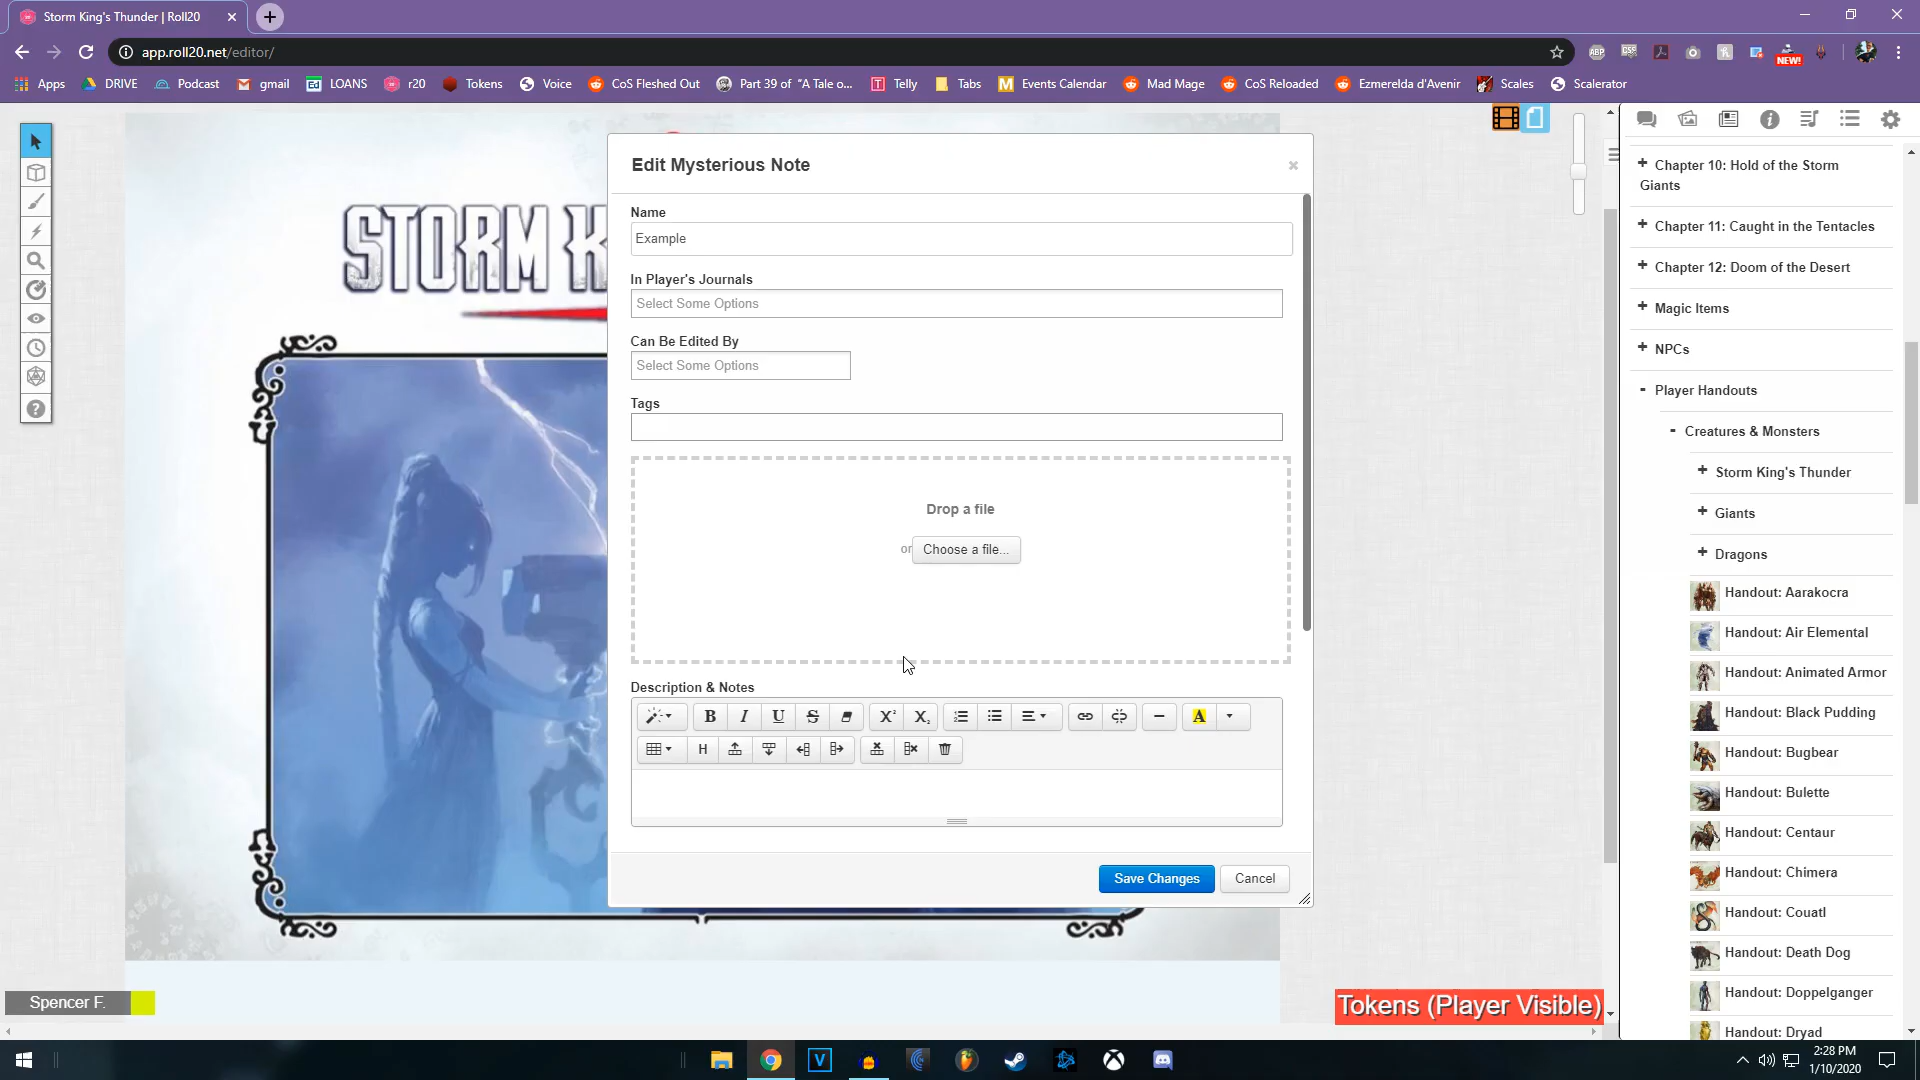 Storm King's Thunder | Roll20
app.roll20.net/editor/
ABP
NEW!
Apps
DRIVE
Podcast
gmail
LOANS
r20
Tokens
Voice
CoS Fleshed Out
Part 39 of "A Tale o...
Telly
Tabs
Events Calendar
Mad Mage
CoS Reloaded
Ezmerelda d'Avenir
Scales
Scalerator
STORM K
Edit Mysterious Note
Name
Example
In Player's Journals
Select Some Options
Can Be Edited By
Select Some Options
Tags
Drop a file
or Choose a file...
Description & Notes
Save Changes
Cancel
Chapter 10: Hold of the Storm
Giants
Chapter 11: Caught in the Tentacles
Chapter 12: Doom of the Desert
Magic Items
NPCs
Player Handouts
Creatures & Monsters
Storm King's Thunder
Giants
Dragons
Handout: Aarakocra
Handout: Air Elemental
Handout: Animated Armor
Handout: Black Pudding
Handout: Bugbear
Handout: Bulette
Handout: Centaur
Handout: Chimera
Handout: Couatl
Handout: Death Dog
Handout: Doppelganger
Handout: Dryad
Spencer F.
Tokens (Player Visible)
2:28 PM
1/10/2020